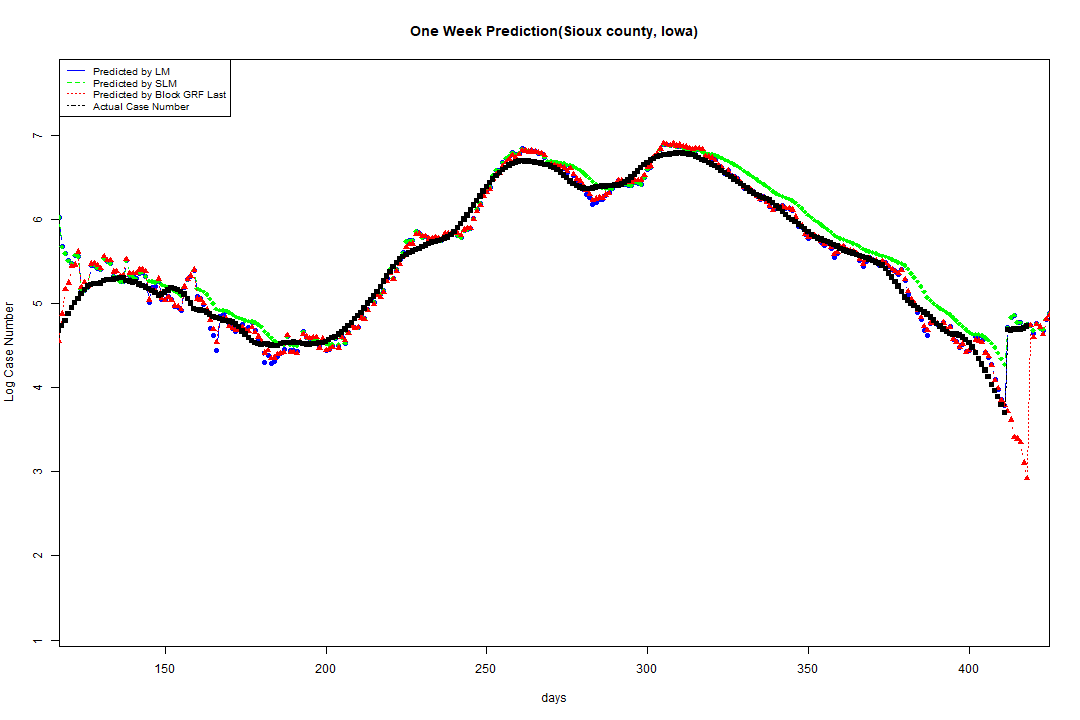 One Week Prediction(Sioux county, Iowa)
Predicted by LM
Predicted by SLM
Predicted by Block GRF Last
Actual Case Number
7
6
5
4
3
2
1
Log Case Number
150 200 250 300 350 400
days